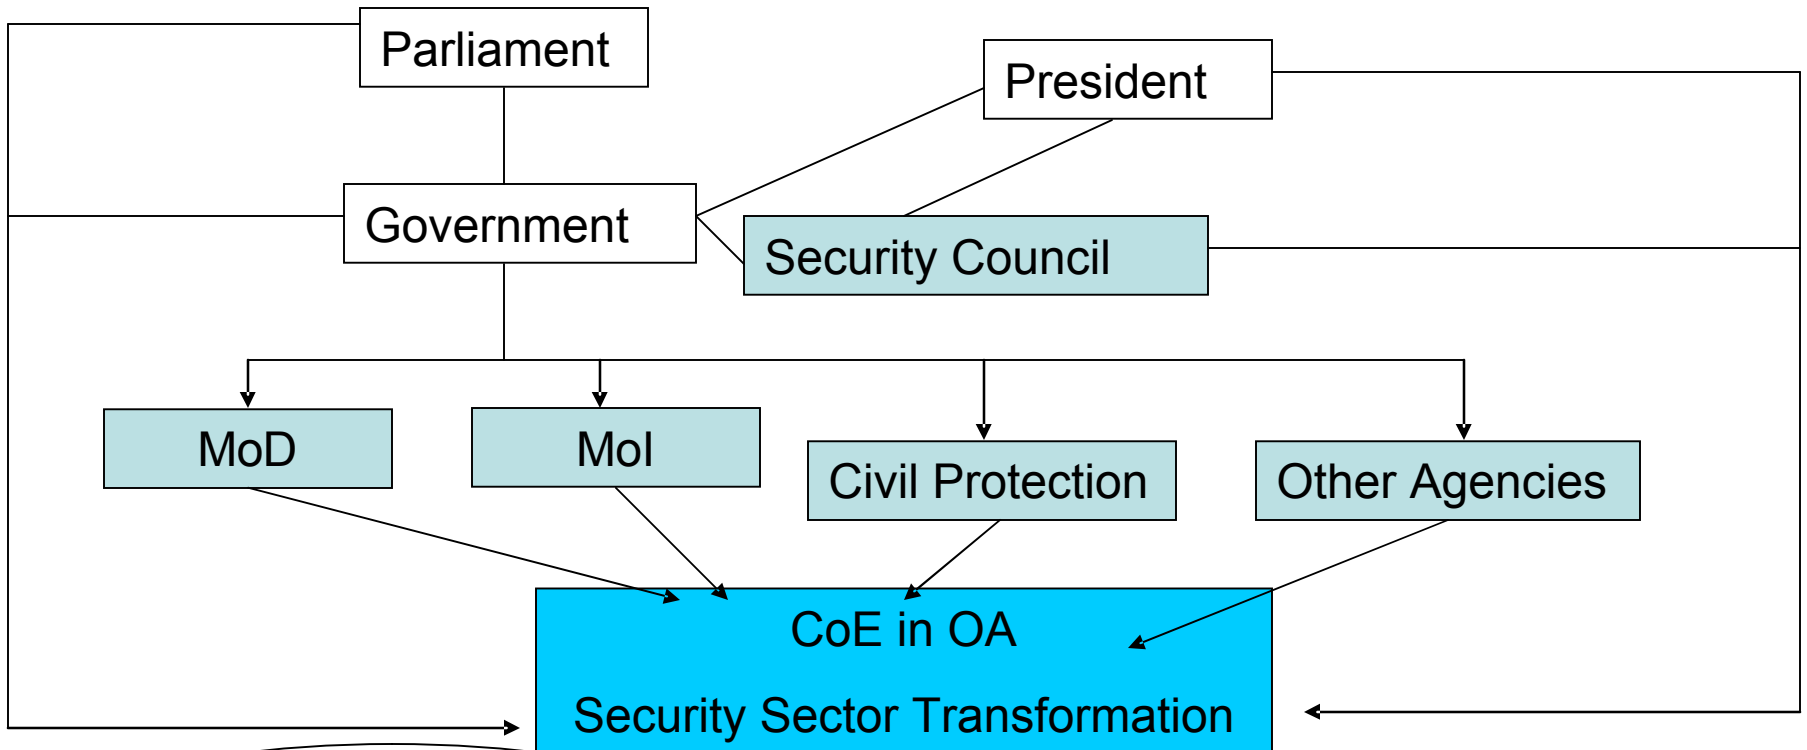 Parliament
President
Government
Security Council
MoD
MoI
Civil Protection
Other Agencies
CoE in OA
Security Sector Transformation